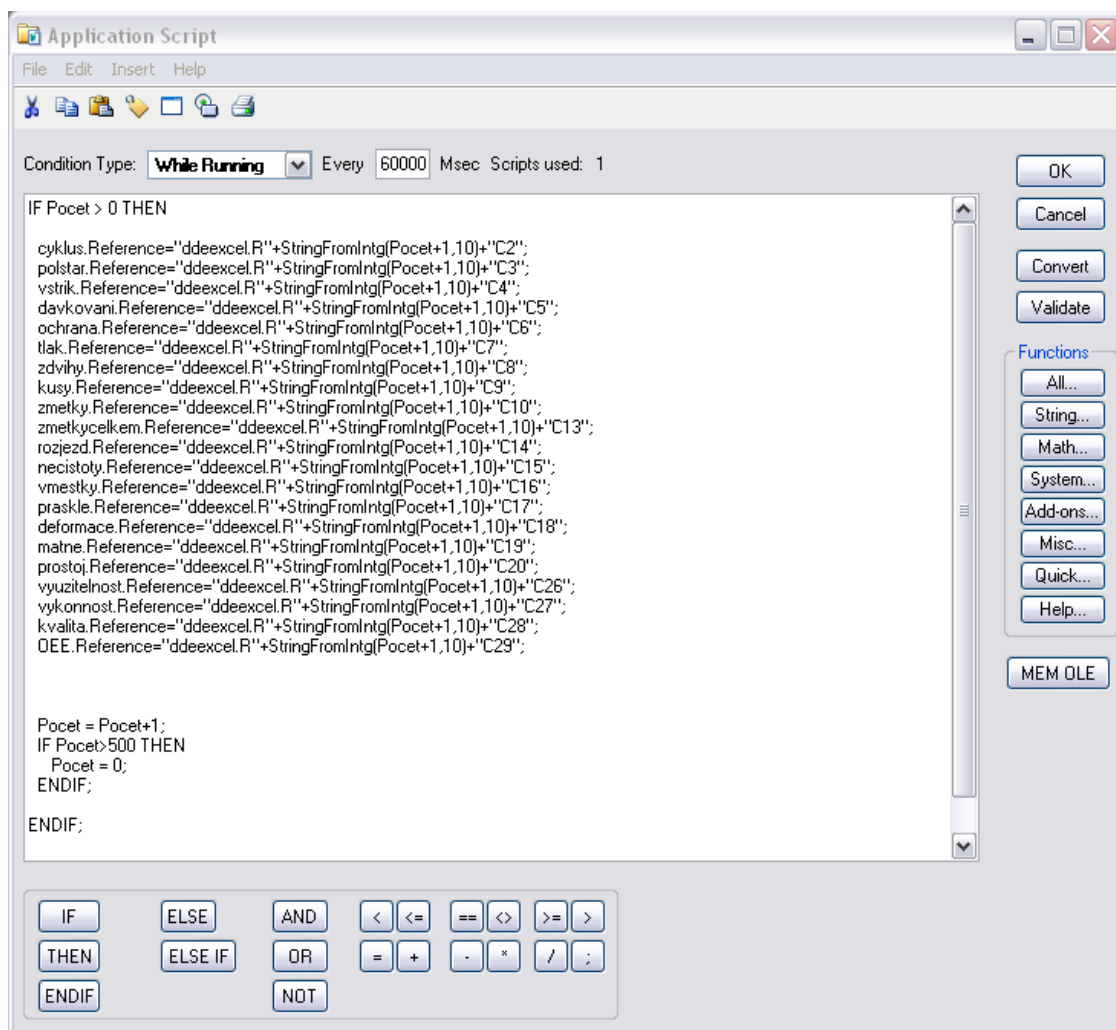 Application Script
File Edit Insert Help
Condition Type: While Running Every 60000 Msec Scripts used: 1
IF Pocet > 0 THEN
cyklus.Reference="ddeexcel.R"+StringFromIntg(Pocet+1,10)+"C2";
polstar.Reference="ddeexcel.R"+StringFromIntg(Pocet+1,10)+"C3";
vstrik.Reference="ddeexcel.R"+StringFromIntg(Pocet+1,10)+"C4";
davkovani.Reference="ddeexcel.R"+StringFromIntg(Pocet+1,10)+"C5";
ochrana.Reference="ddeexcel.R"+StringFromIntg(Pocet+1,10)+"C6";
tlak.Reference="ddeexcel.R"+StringFromIntg(Pocet+1,10)+"C7";
zdvihy.Reference="ddeexcel.R"+StringFromIntg(Pocet+1,10)+"C8";
kusy.Reference="ddeexcel.R"+StringFromIntg(Pocet+1,10)+"C9";
zmetky.Reference="ddeexcel.R"+StringFromIntg(Pocet+1,10)+"C10";
zmetkycelkem.Reference="ddeexcel.R"+StringFromIntg(Pocet+1,10)+"C13";
rozjezd.Reference="ddeexcel.R"+StringFromIntg(Pocet+1,10)+"C14";
necistoty.Reference="ddeexcel.R"+StringFromIntg(Pocet+1,10)+"C15";
vmestky.Reference="ddeexcel.R"+StringFromIntg(Pocet+1,10)+"C16";
praskle.Reference="ddeexcel.R"+StringFromIntg(Pocet+1,10)+"C17";
deformace.Reference="ddeexcel.R"+StringFromIntg(Pocet+1,10)+"C18";
matne.Reference="ddeexcel.R"+StringFromIntg(Pocet+1,10)+"C19";
prostoj.Reference="ddeexcel.R"+StringFromIntg(Pocet+1,10)+"C20";
vyuzitelnost.Reference="ddeexcel.R"+StringFromIntg(Pocet+1,10)+"C26";
vykonnost.Reference="ddeexcel.R"+StringFromIntg(Pocet+1,10)+"C27";
kvalita.Reference="ddeexcel.R"+StringFromIntg(Pocet+1,10)+"C28";
OEE.Reference="ddeexcel.R"+StringFromIntg(Pocet+1,10)+"C29";
Pocet = Pocet+1;
IF Pocet>500 THEN
Pocet = 0;
ENDIF;
ENDIF;
OK
Cancel
Convert
Validate
Functions
All...
String...
Math...
System...
Add-ons...
Misc...
Quick...
Help...
MEM OLE
IF ELSE AND < <= == <> >= >
THEN ELSE IF OR = + - * / ;
ENDIF NOT